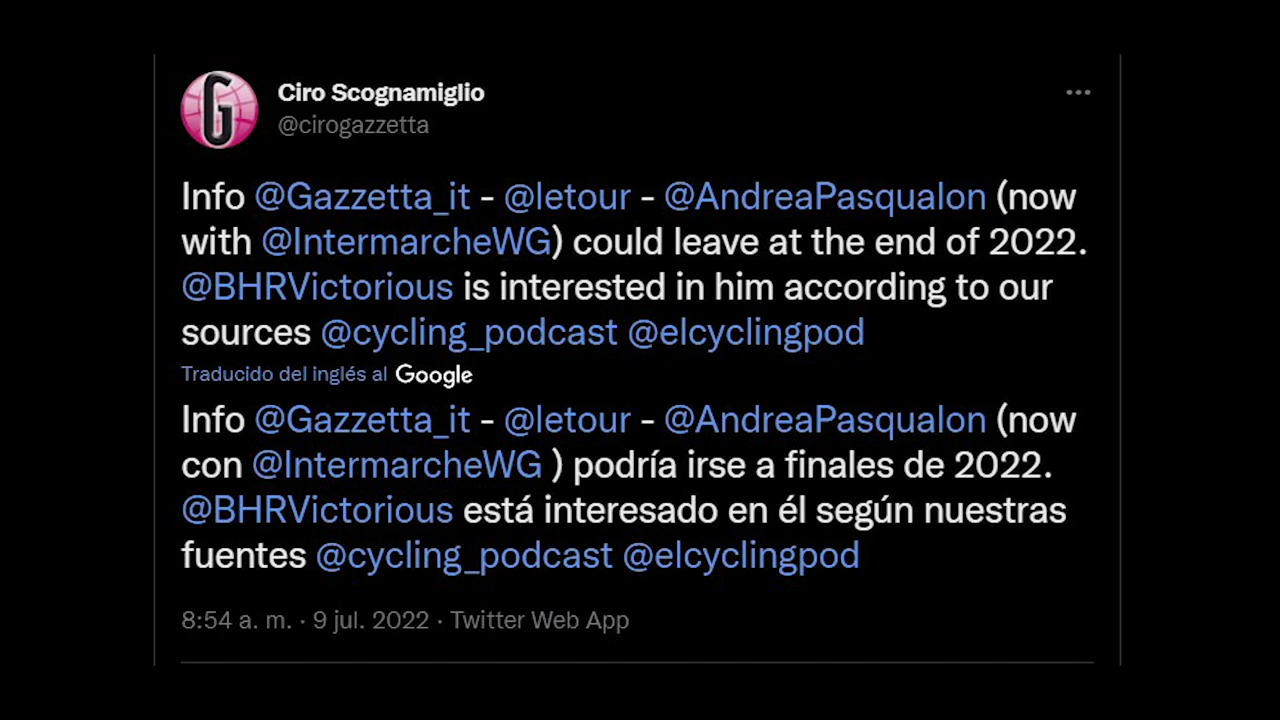 G
Ciro Scognamiglio
@cirogazzetta
Info @Gazzetta_it - @letour - @AndreaPasqualon (now
with @IntermarcheWG) could leave at the end of 2022.
@BHRVictorious is interested in him according to our
sources @cycling_podcast @elcyclingpod
Traducido del inglés al Google
Info @Gazzetta_it - @letour - @AndreaPasqualon (now
con @IntermarcheWG ) podría irse a finales de 2022.
@BHRVictorious está interesado en él según nuestras
fuentes @cycling_podcast @elcyclingpod
8:54 a. m. · 9 jul. 2022 · Twitter Web App